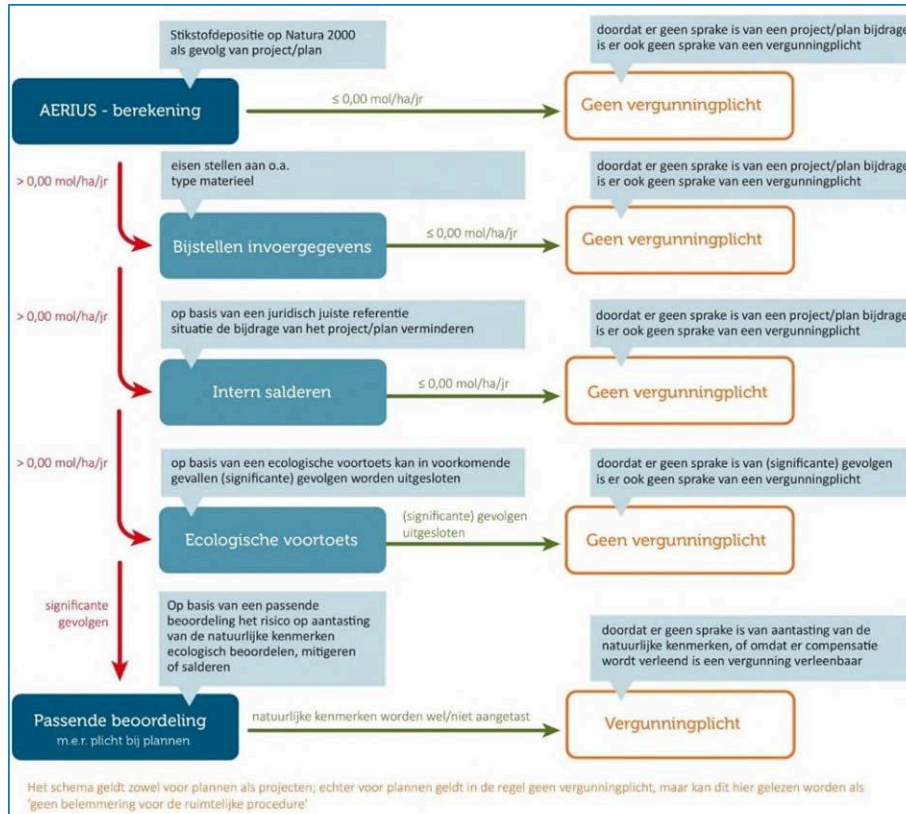 Stikstofdepositie op Natura 2000
als gevolg van project/plan
doordat er geen sprake is van een project/plan bijdrage
is er ook geen sprake van een vergunningplicht
AERIUS - berekening
≤ 0,00 mol/ha/jr
Geen vergunningplicht
> 0,00 mol/ha/jr
eisen stellen aan o.a.
type materieel
doordat er geen sprake is van een project/plan bijdrage
is er ook geen sprake van een vergunningplicht
Bijstellen invoergegevens
≤ 0,00 mol/ha/jr
Geen vergunningplicht
> 0,00 mol/ha/jr
op basis van een juridisch juiste referentie
situatie de bijdrage van het project/plan verminderen
doordat er geen sprake is van een project/plan bijdrage
is er ook geen sprake van een vergunningplicht
Intern salderen
≤ 0,00 mol/ha/jr
Geen vergunningplicht
> 0,00 mol/ha/jr
op basis van een ecologische voortoets kan in voorkomende
gevallen (significante) gevolgen worden uitgesloten
doordat er geen sprake is van (significante) gevolgen
is er ook geen sprake van een vergunningplicht
Ecologische voortoets
(significante) gevolgen
uitgesloten
Geen vergunningplicht
significante
gevolgen
Op basis van een passende
beoordeling het risico op aantasting
van de natuurlijke kenmerken
ecologisch beoordelen, mitigeren
of salderen
doordat er geen sprake is van aantasting van de
natuurlijke kenmerken, of omdat er compensatie
wordt verleend is een vergunning verleenbaar
Passende beoordeling
m.e.r. plicht bij plannen
natuurlijke kenmerken worden wel/niet aangetast
Vergunningplicht
Het schema geldt zowel voor plannen als projecten; echter voor plannen geldt in de regel geen vergunningplicht, maar kan dit hier gelezen worden als
'geen belemmering voor de ruimtelijke procedure'